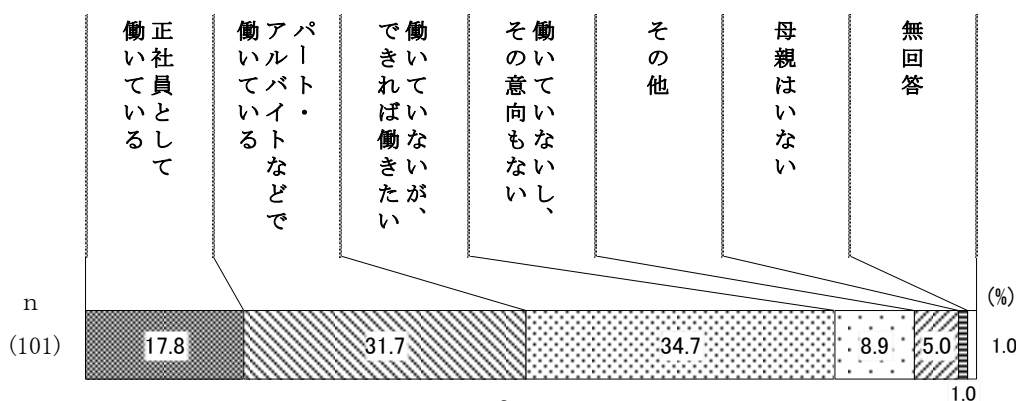 正社員として
働いている
パート・
アルバイトなどで
働いている
働いていないが、
できれば働きたい
働いていないし、
その意向もない
その他
母親はいない
無回答
(%)
n
(101)
17.8
31.7
34.7
8.9
5.0
1.0
1.0